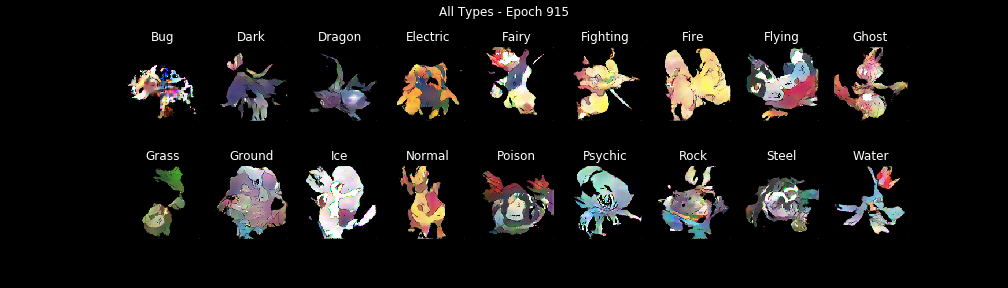 All Types - Epoch 915
Bug Dark Dragon Electric Fairy Fighting Fire Flying Ghost
Grass Ground Ice Normal Poison Psychic Rock Steel Water